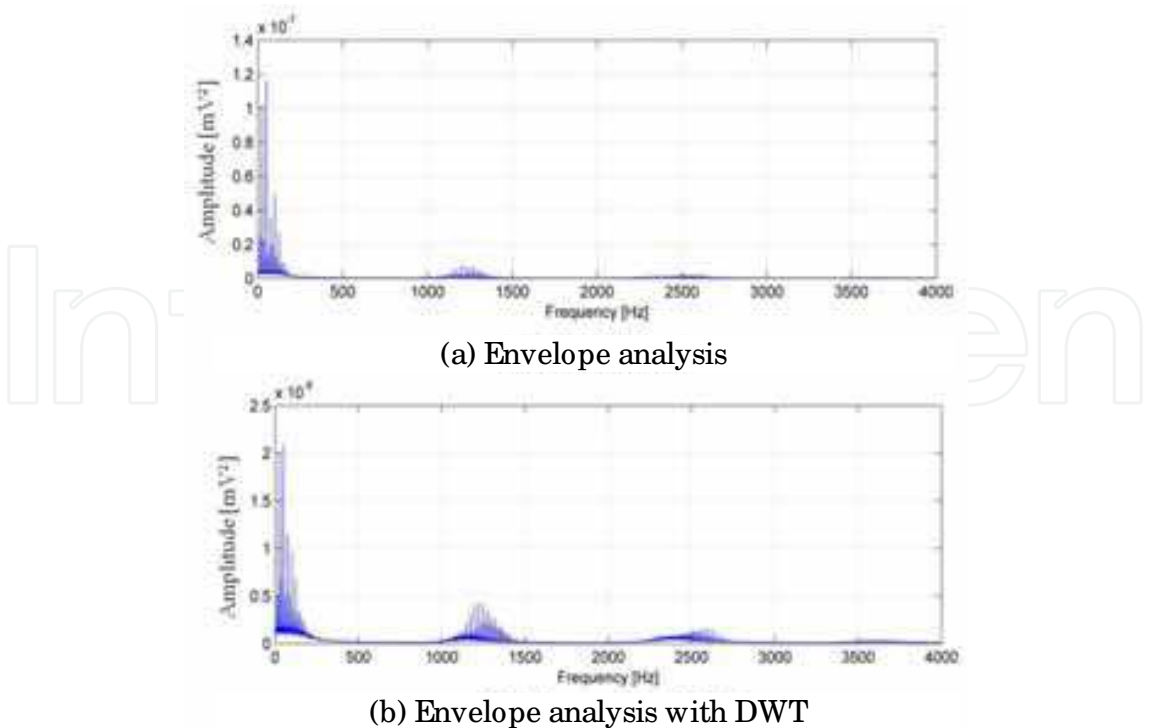 1.4
1.2
1
0.8
0.6
0.4
0.2
0
Amplitude [mV²]
0 500 1000 1500 2000 2500 3000 3500 4000
Frequency [Hz]
(a) Envelope analysis
2.5
2
1.5
1
0.5
0
Amplitude [mV²]
0 500 1000 1500 2000 2500 3000 3500 4000
Frequency [Hz]
(b) Envelope analysis with DWT